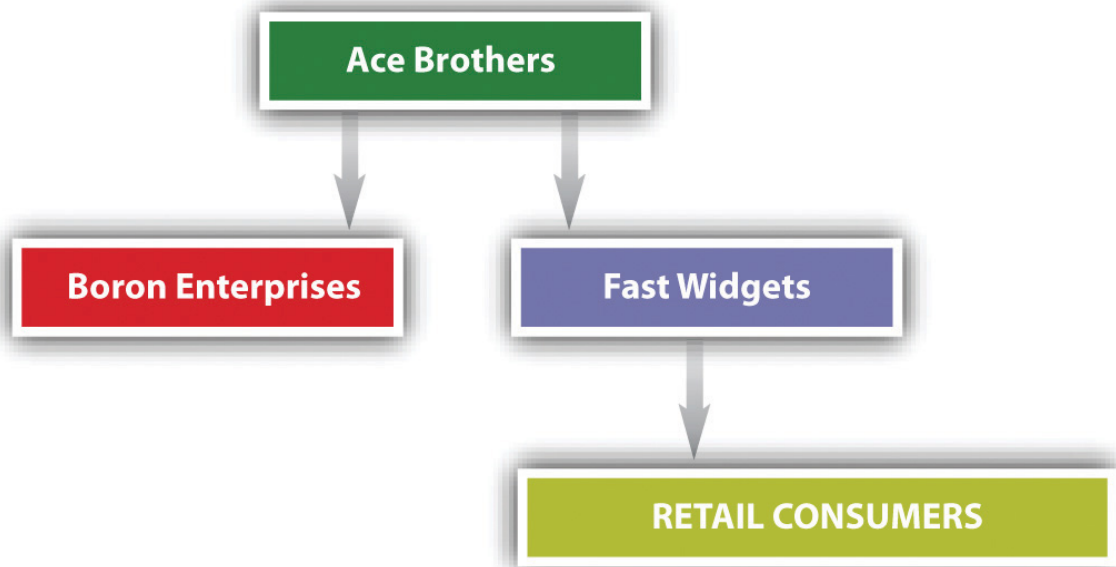 Ace Brothers
Boron Enterprises
Fast Widgets
RETAIL CONSUMERS